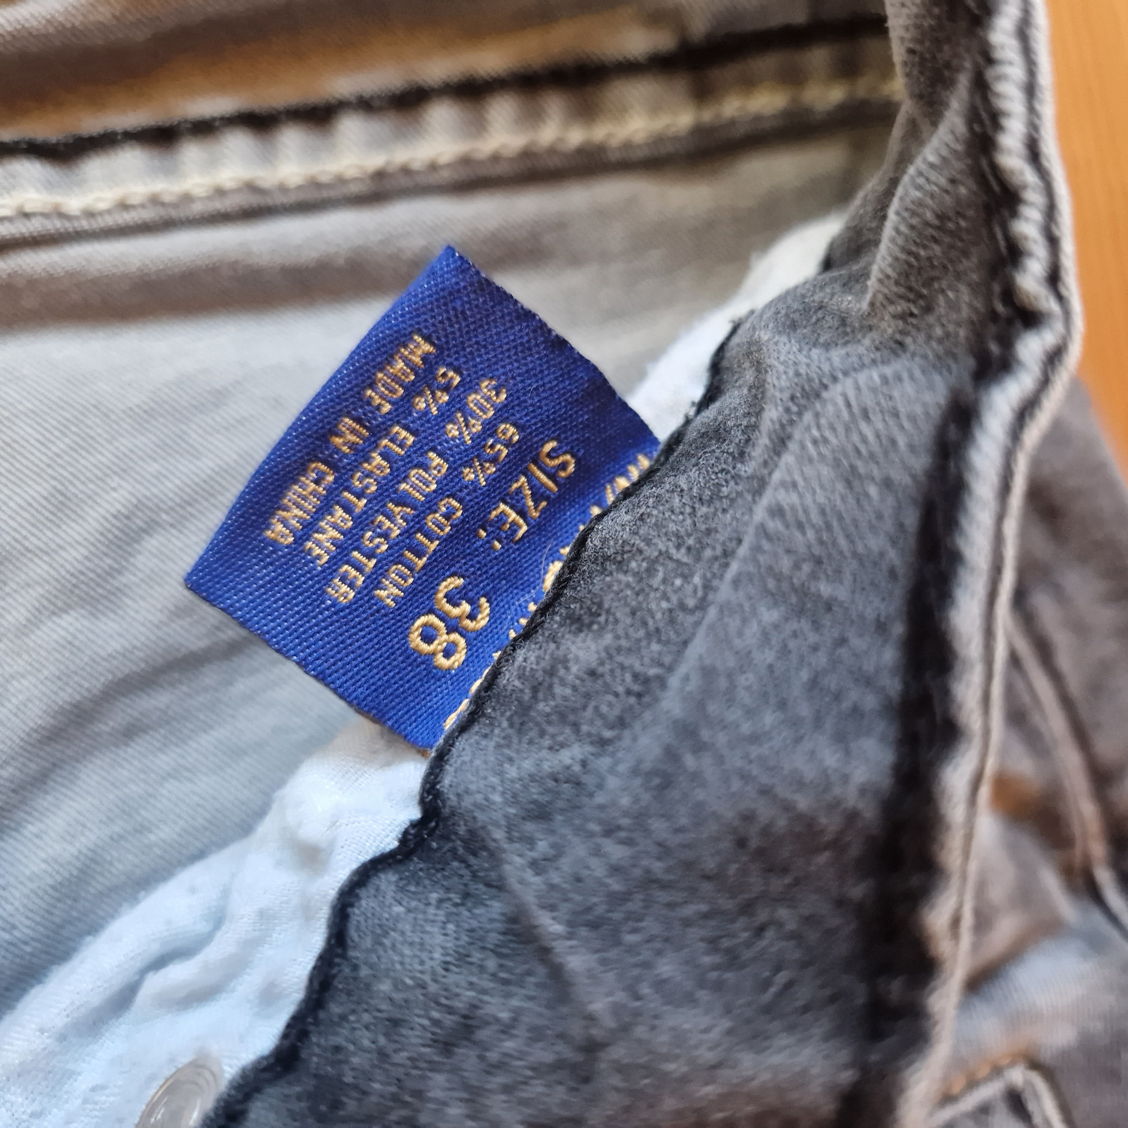 SIZE: 38
65% COTTON
30% POLYESTER
5% ELASTANE
MADE IN CHINA